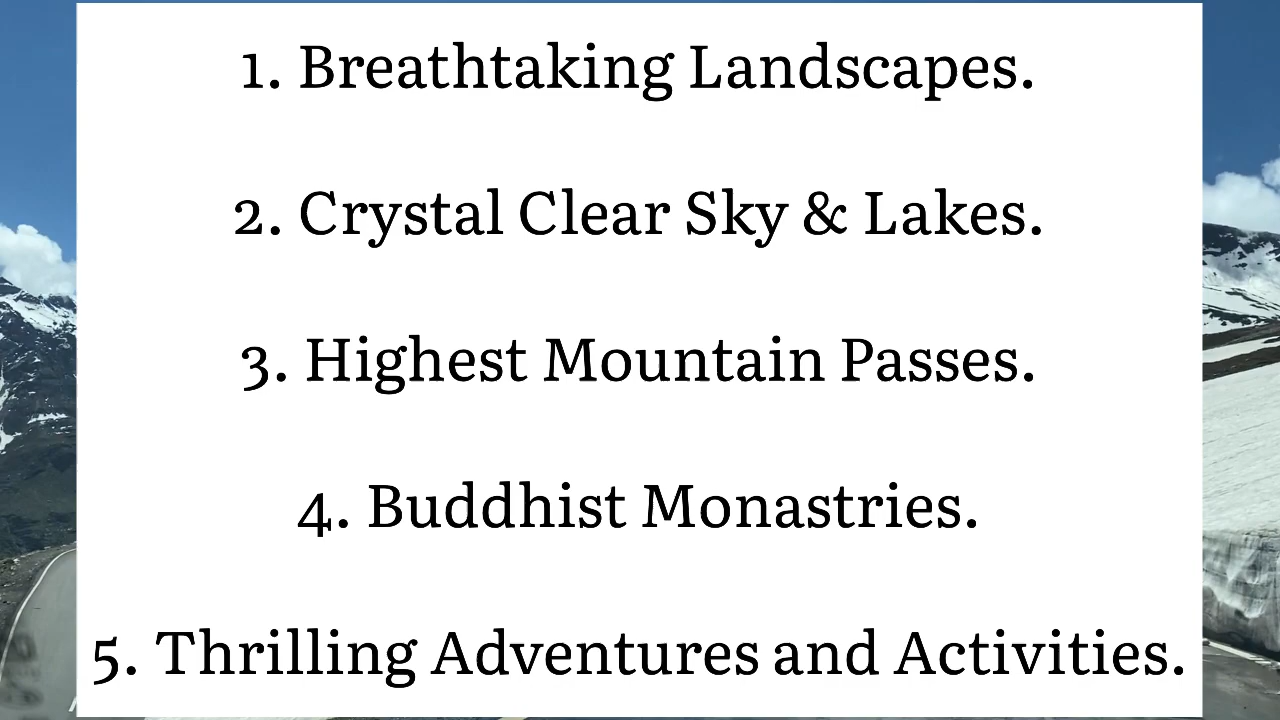 1. Breathtaking Landscapes.
2. Crystal Clear Sky & Lakes.
3. Highest Mountain Passes.
4. Buddhist Monastries.
5. Thrilling Adventures and Activities.